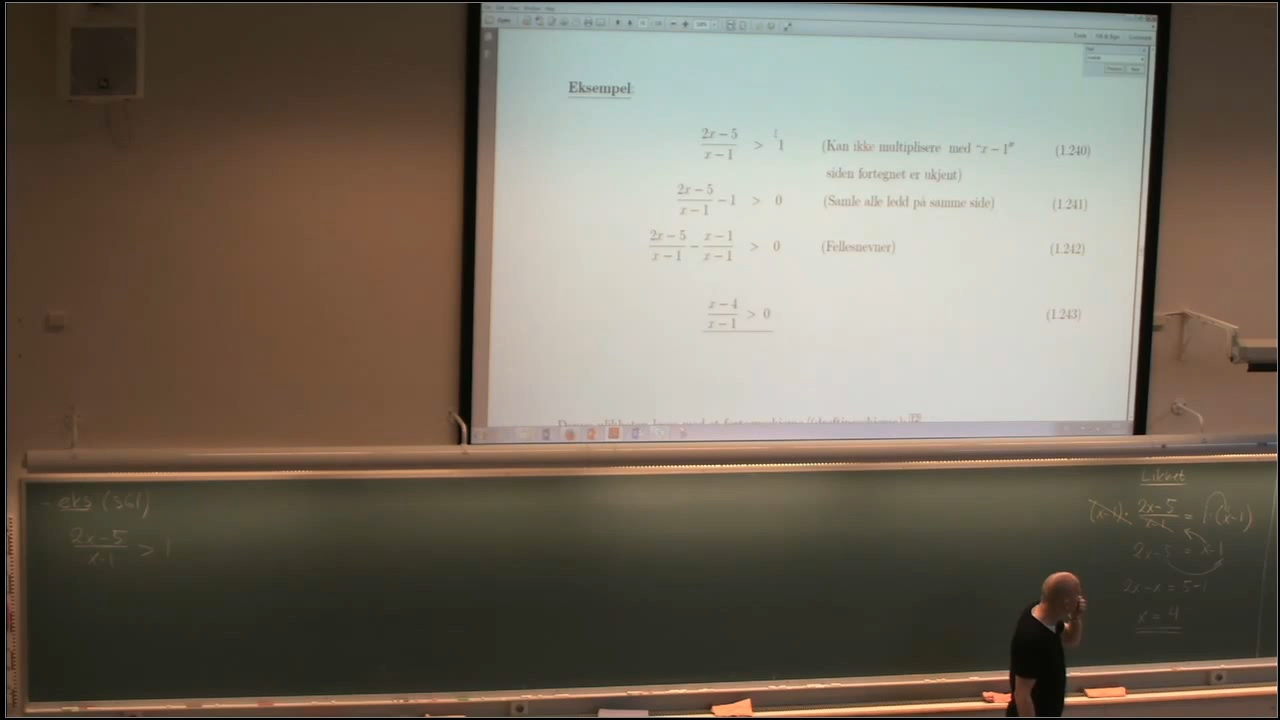 Eksempel:
2x − 5 / x − 1 > 1 (Kan ikke multiplisere med "x − 1" (1.240)
siden fortegnet er ukjent)
2x − 5 / x − 1 − 1 > 0 (Samle alle ledd på samme side) (1.241)
2x − 5 / x − 1 − x − 1 / x − 1 > 0 (Fellesnevner) (1.242)
x − 4 / x − 1 > 0 (1.243)
- eks (361)
2x-5 / x-1 > 1
Likhet
(x-1) · 2x-5 / x-1 = 1 · (x-1)
2x-5 = x-1
2x-x = 5-1
x = 4